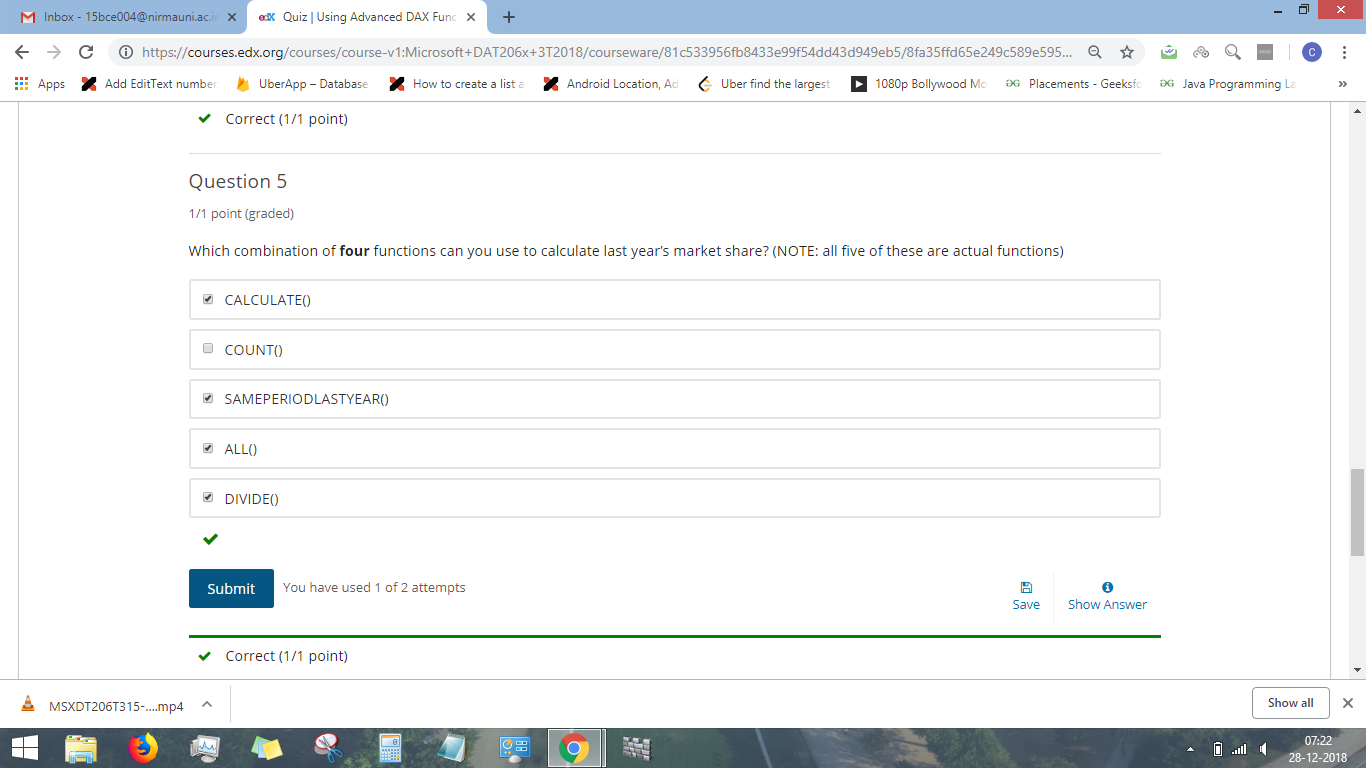 Inbox - 15bce004@nirmauni.ac.i
edX Quiz | Using Advanced DAX Func
https://courses.edx.org/courses/course-v1:Microsoft+DAT206x+3T2018/courseware/81c533956fb8433e99f54dd43d949eb5/8fa35ffd65e249c589e595...
C
Apps
Add EditText number
UberApp – Database
How to create a list a
Android Location, Ad
Uber find the largest
1080p Bollywood Mo
Placements - Geeksfo
Java Programming La
»
Correct (1/1 point)
Question 5
1/1 point (graded)
Which combination of four functions can you use to calculate last year’s market share? (NOTE: all five of these are actual functions)
CALCULATE()
COUNT()
SAMEPERIODLASTYEAR()
ALL()
DIVIDE()
Submit
You have used 1 of 2 attempts
Save
Show Answer
Correct (1/1 point)
MSXDT206T315-....mp4
Show all
07:22
28-12-2018